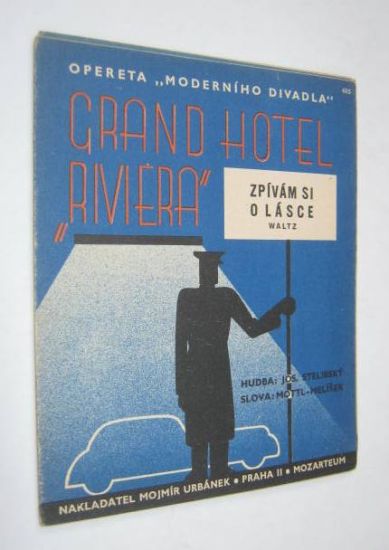 OPERETA „MODERNÍHO DIVADLA"
GRAND HOTEL
„RIVIÉRA"
ZPÍVÁM SI
O LÁSCE
WALTZ
HUDBA: JOS. STELIBSKÝ
SLOVA: MOTTL-MELÍŠEK
NAKLADATEL MOJMÍR URBÁNEK • PRAHA II • MOZARTEUM